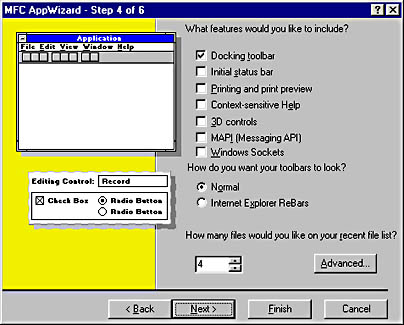 MFC AppWizard - Step 4 of 6
Application
File Edit View Window Help
Editing Control: Record
Check Box
Radio Button
Radio Button
What features would you like to include?
Docking toolbar
Initial status bar
Printing and print preview
Context-sensitive Help
3D controls
MAPI (Messaging API)
Windows Sockets
How do you want your toolbars to look?
Normal
Internet Explorer ReBars
How many files would you like on your recent file list?
4
Advanced...
< Back
Next >
Finish
Cancel